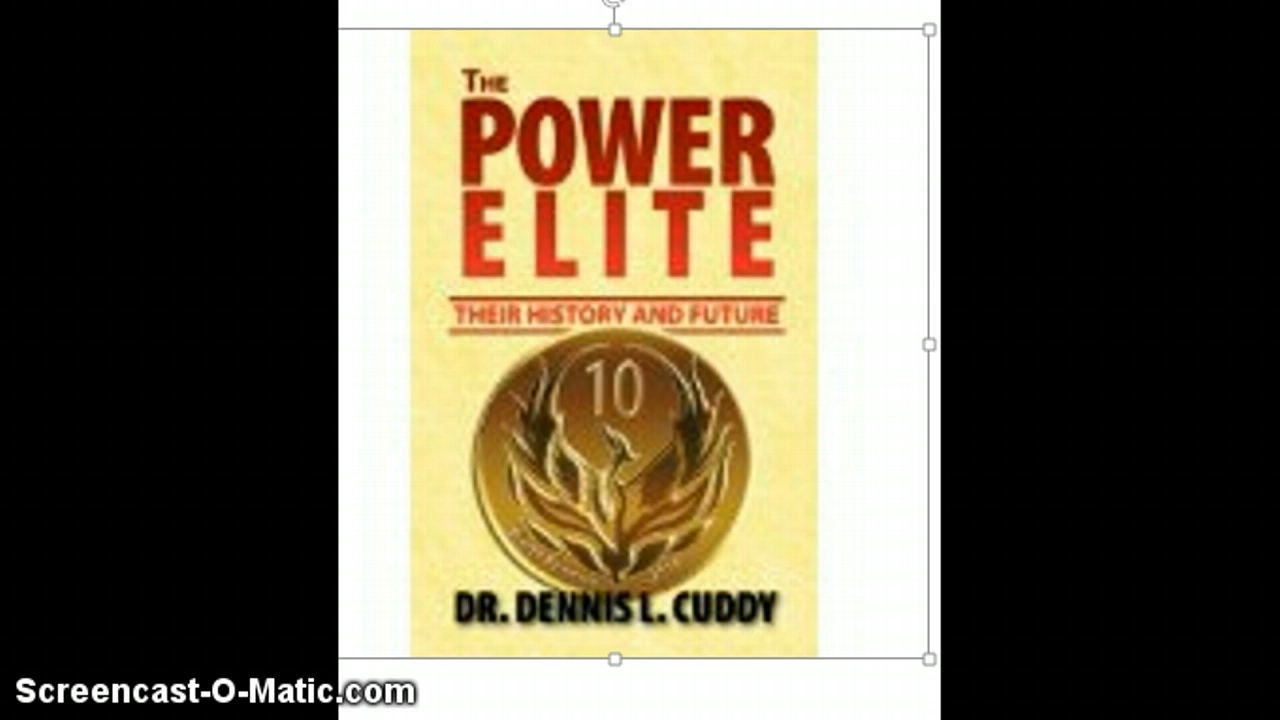 THE
POWER
ELITE
THEIR HISTORY AND FUTURE
10
DR. DENNIS L. CUDDY
Screencast-O-Matic.com